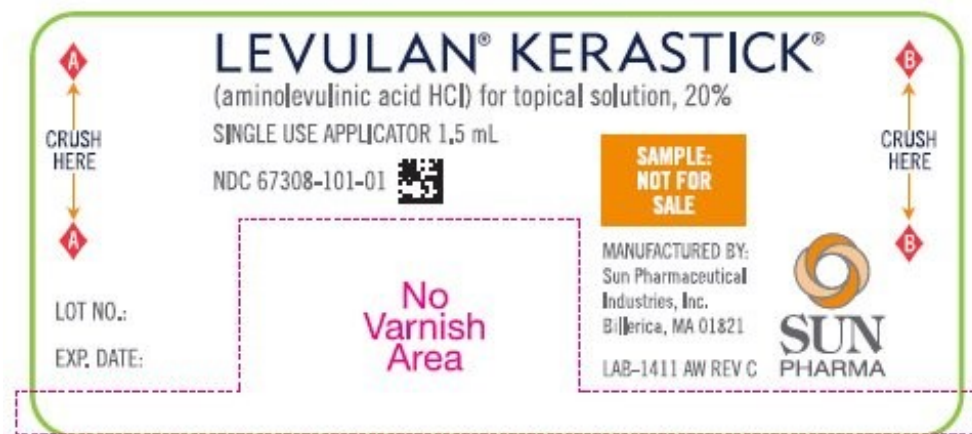 LEVULAN® KERASTICK®
(aminolevulinic acid HCl) for topical solution, 20%
SINGLE USE APPLICATOR 1.5 mL
NDC 67308-101-01
A
CRUSH
HERE
A
B
CRUSH
HERE
B
SAMPLE:
NOT FOR
SALE
LOT NO.:
EXP. DATE:
No
Varnish
Area
MANUFACTURED BY:
Sun Pharmaceutical
Industries, Inc.
Billerica, MA 01821
LAB-1411 AW REV C
SUN
PHARMA